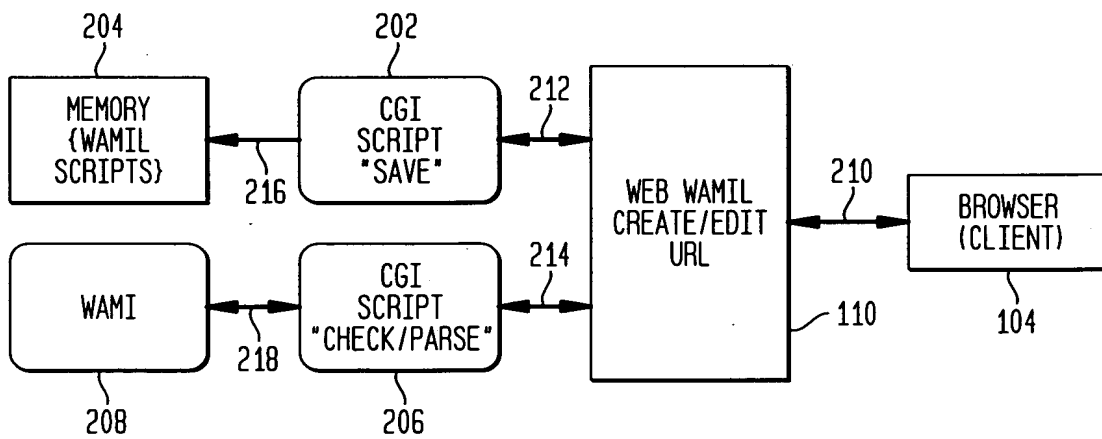 204
202
MEMORY
{WAMIL
SCRIPTS}
216
CGI
SCRIPT
"SAVE"
212
WEB WAMIL
CREATE/EDIT
URL
210
BROWSER
(CLIENT)
104
WAMI
218
CGI
SCRIPT
"CHECK/PARSE"
214
110
208
206